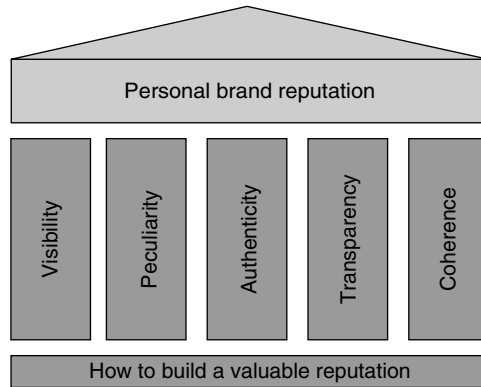 Personal brand reputation
Visibility
Peculiarity
Authenticity
Transparency
Coherence
How to build a valuable reputation